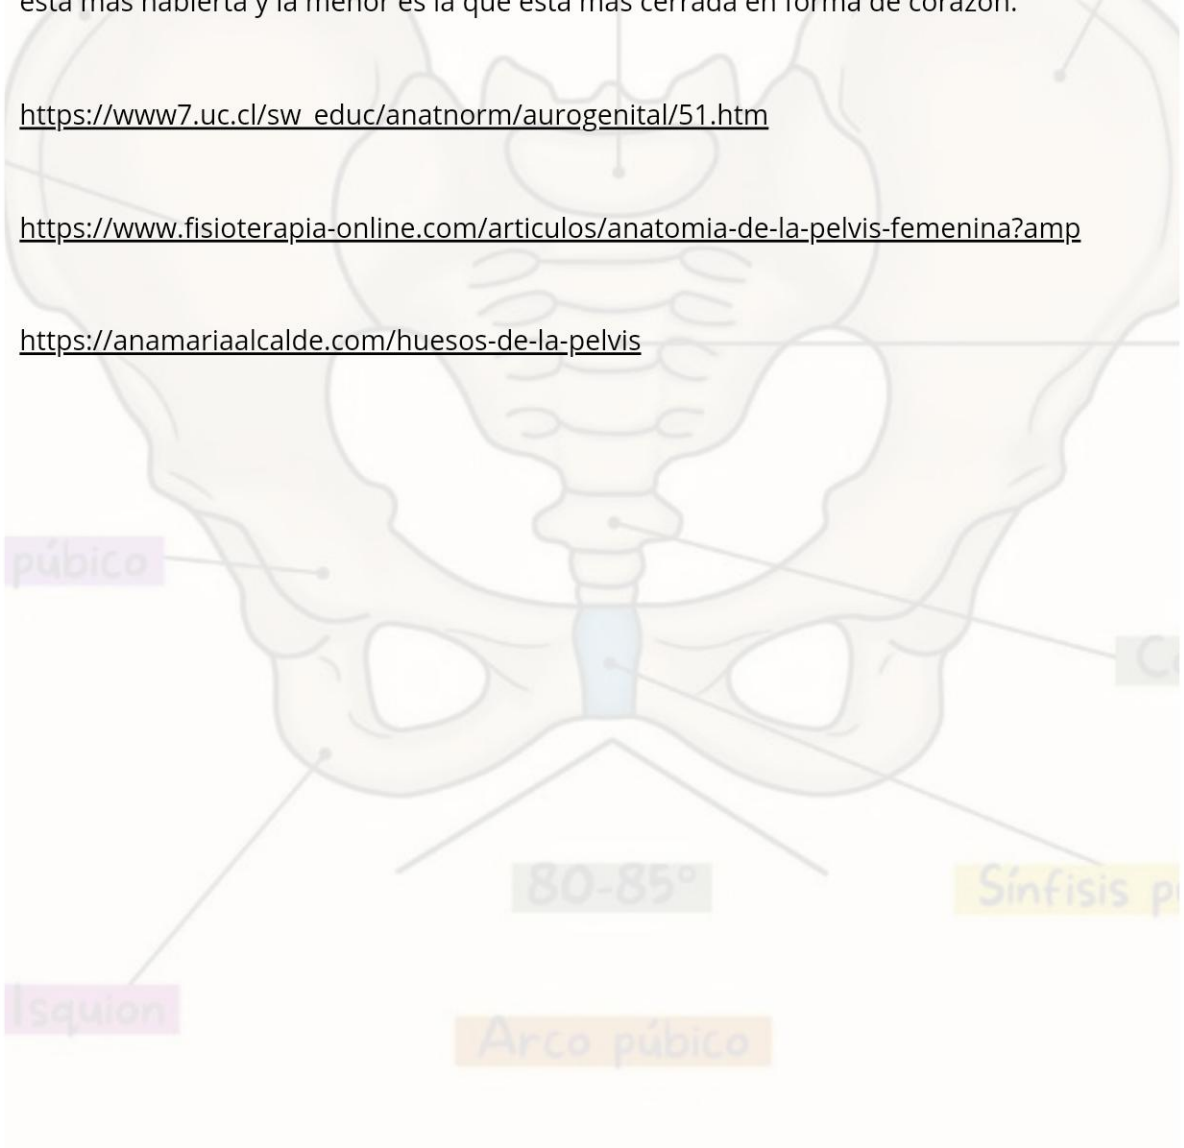 está más habierta y la menor es la que está más cerrada en forma de corazón.
https://www7.uc.cl/sw_educ/anatnorm/aurogenital/51.htm
https://www.fisioterapia-online.com/articulos/anatomia-de-la-pelvis-femenina?amp
https://anamariaalcalde.com/huesos-de-la-pelvis
púbico
80-85°
Sínfisis
Isquion
Arco púbico